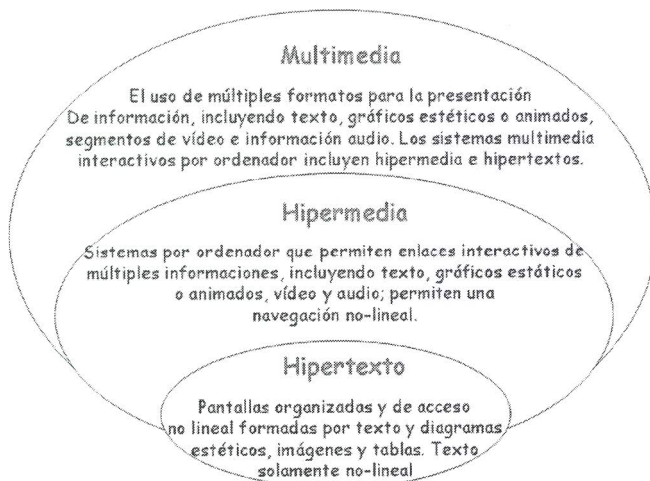 Multimedia
El uso de múltiples formatos para la presentación
De información, incluyendo texto, gráficos estéticos o animados,
segmentos de vídeo e información audio. Los sistemas multimedia
interactivos por ordenador incluyen hipermedia e hipertextos.
Hipermedia
Sistemas por ordenador que permiten enlaces interactivos de
múltiples informaciones, incluyendo texto, gráficos estáticos
o animados, vídeo y audio; permiten una
navegación no-lineal.
Hipertexto
Pantallas organizadas y de acceso
no lineal formadas por texto y diagramas
estéticos, imágenes y tablas. Texto
solamente no-lineal